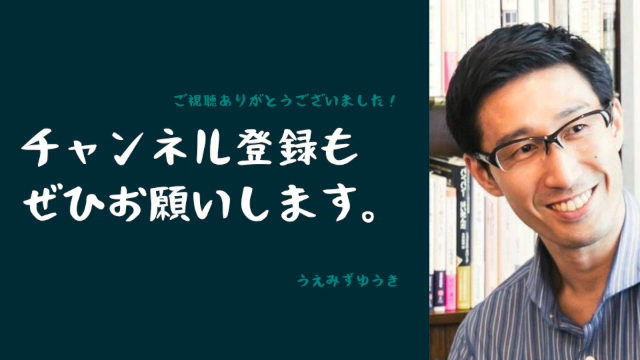 ご視聴ありがとうございました！
チャンネル登録も
ぜひお願いします。
うえみずゆうき